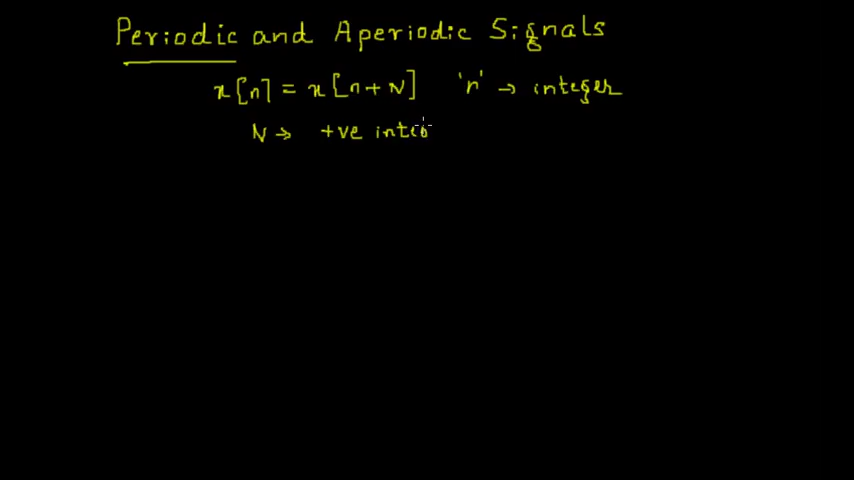 Periodic and Aperiodic Signals
x[n] = x[n+N] 'n' → integer
N → +ve